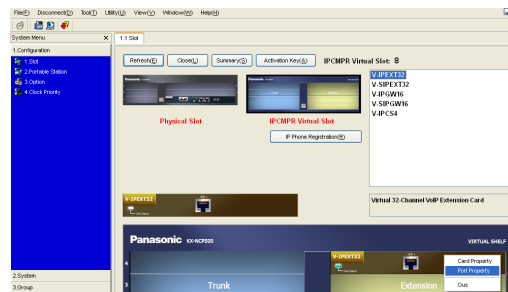 File(F) Disconnect(D) Tool(T) Utility(U) View(V) Window(W) Help(H)
System Menu × 1.1 Slot
1.Configuration
1.Slot
2.Portable Station
3.Option
4.Clock Priority
2.System
3.Group
Refresh(E) Close(L) Summary(S) Activation Key(A) IPCMPR Virtual Slot: 8
Physical Slot
IPCMPR Virtual Slot
IP Phone Registration(R)
V-IPEXT32
V-SIPEXT32
V-IPGW16
V-SIPGW16
V-IPCS4
V-IPEXT32
Virtual 32-Channel VoIP Extension Card
Panasonic KX-NCP500 VIRTUAL SHELF
4
V-IPEXT32
Card Property
Port Property
Ous
3 Trunk Extension